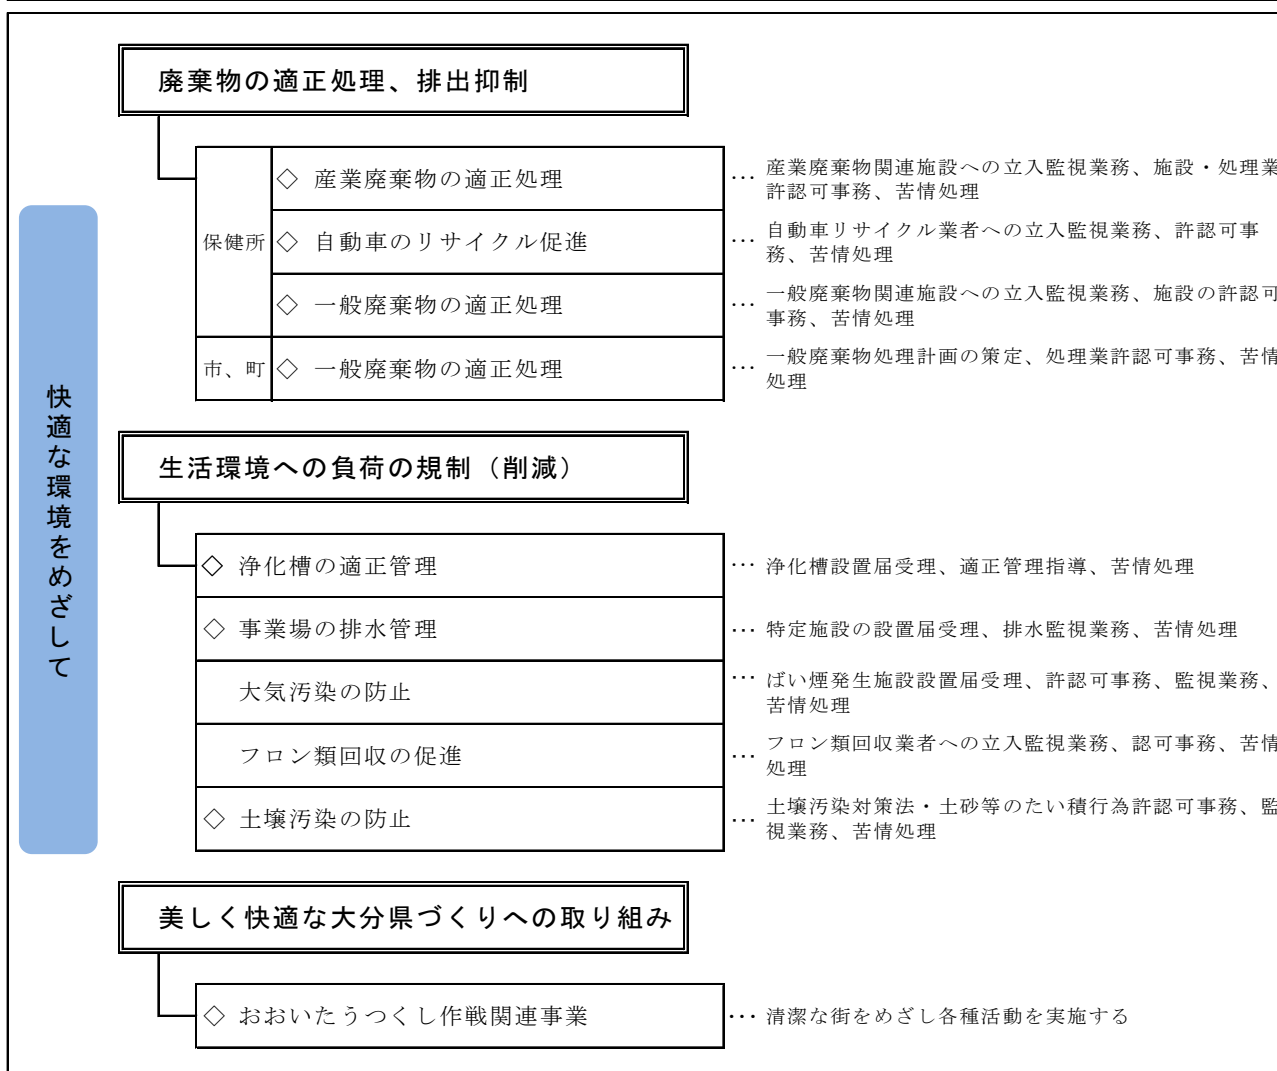 快適な環境をめざして
廃棄物の適正処理、排出抑制
保健所
◇ 産業廃棄物の適正処理
… 産業廃棄物関連施設への立入監視業務、施設・処理業
許認可事務、苦情処理
◇ 自動車のリサイクル促進
… 自動車リサイクル業者への立入監視業務、許認可事
務、苦情処理
◇ 一般廃棄物の適正処理
… 一般廃棄物関連施設への立入監視業務、施設の許認可
事務、苦情処理
市、町
◇ 一般廃棄物の適正処理
… 一般廃棄物処理計画の策定、処理業許認可事務、苦情
処理
生活環境への負荷の規制（削減）
◇ 浄化槽の適正管理
… 浄化槽設置届受理、適正管理指導、苦情処理
◇ 事業場の排水管理
… 特定施設の設置届受理、排水監視業務、苦情処理
大気汚染の防止
… ばい煙発生施設設置届受理、許認可事務、監視業務、
苦情処理
フロン類回収の促進
… フロン類回収業者への立入監視業務、認可事務、苦情
処理
◇ 土壌汚染の防止
… 土壌汚染対策法・土砂等のたい積行為許認可事務、監
視業務、苦情処理
美しく快適な大分県づくりへの取り組み
◇ おおいたうつくし作戦関連事業
… 清潔な街をめざし各種活動を実施する